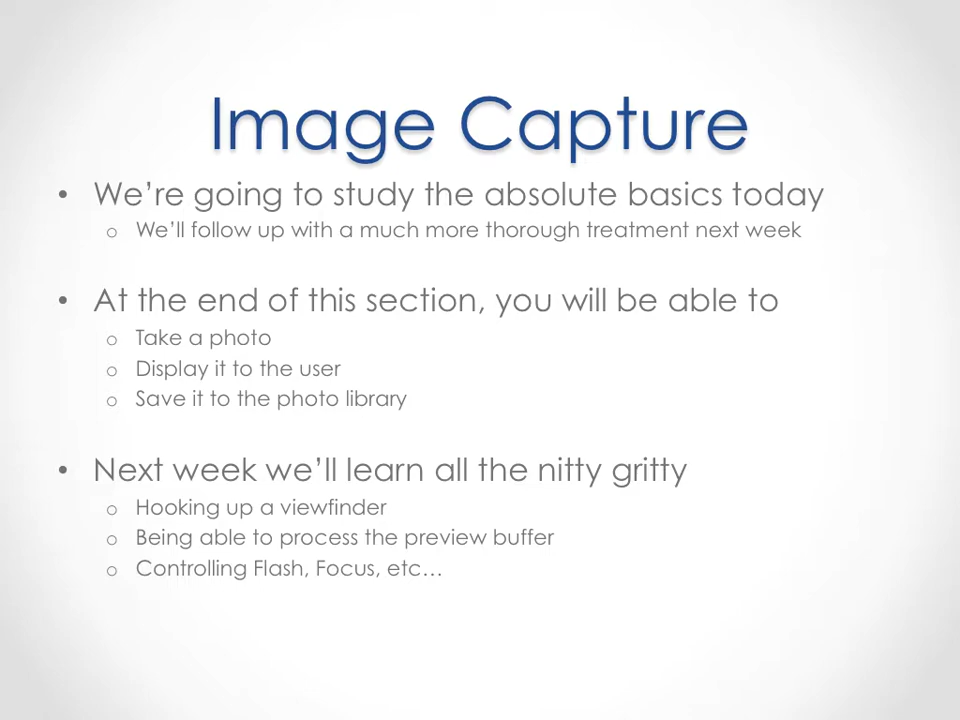 Image Capture
• We’re going to study the absolute basics today
o We’ll follow up with a much more thorough treatment next week
• At the end of this section, you will be able to
o Take a photo
o Display it to the user
o Save it to the photo library
• Next week we’ll learn all the nitty gritty
o Hooking up a viewfinder
o Being able to process the preview buffer
o Controlling Flash, Focus, etc…